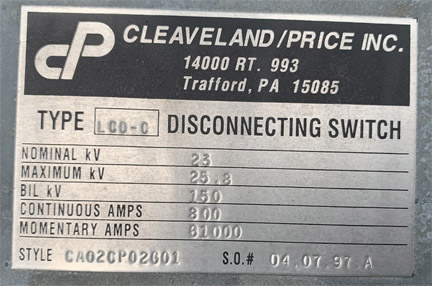 cP CLEAVELAND/PRICE INC.
14000 RT. 993
Trafford, PA 15085
TYPE LCO-C DISCONNECTING SWITCH
NOMINAL kV 23
MAXIMUM kV 25.8
BIL kV 150
CONTINUOUS AMPS 800
MOMENTARY AMPS 61000
STYLE CA02CP02G01 S.O.# 04.07.97.A